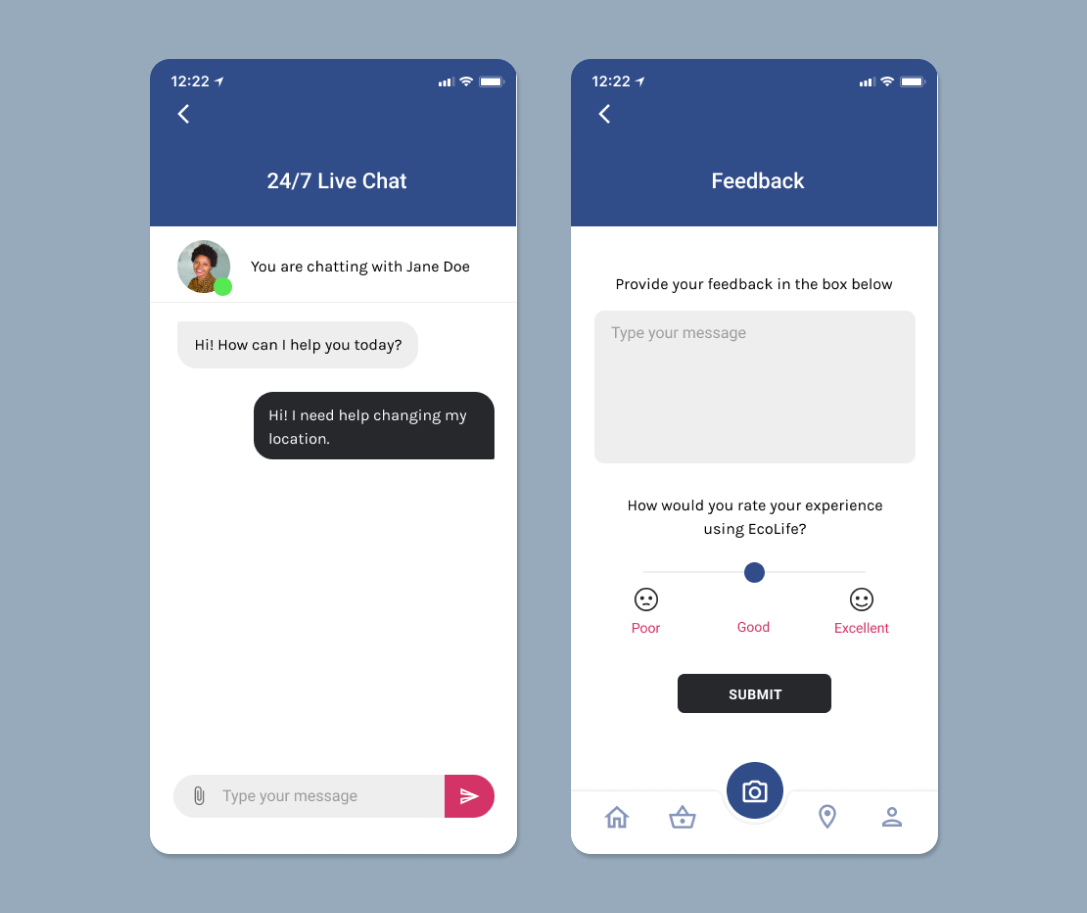 12:22
24/7 Live Chat
You are chatting with Jane Doe
Hi! How can I help you today?
Hi! I need help changing my
location.
Type your message
12:22
Feedback
Provide your feedback in the box below
Type your message
How would you rate your experience
using EcoLife?
Poor
Good
Excellent
SUBMIT